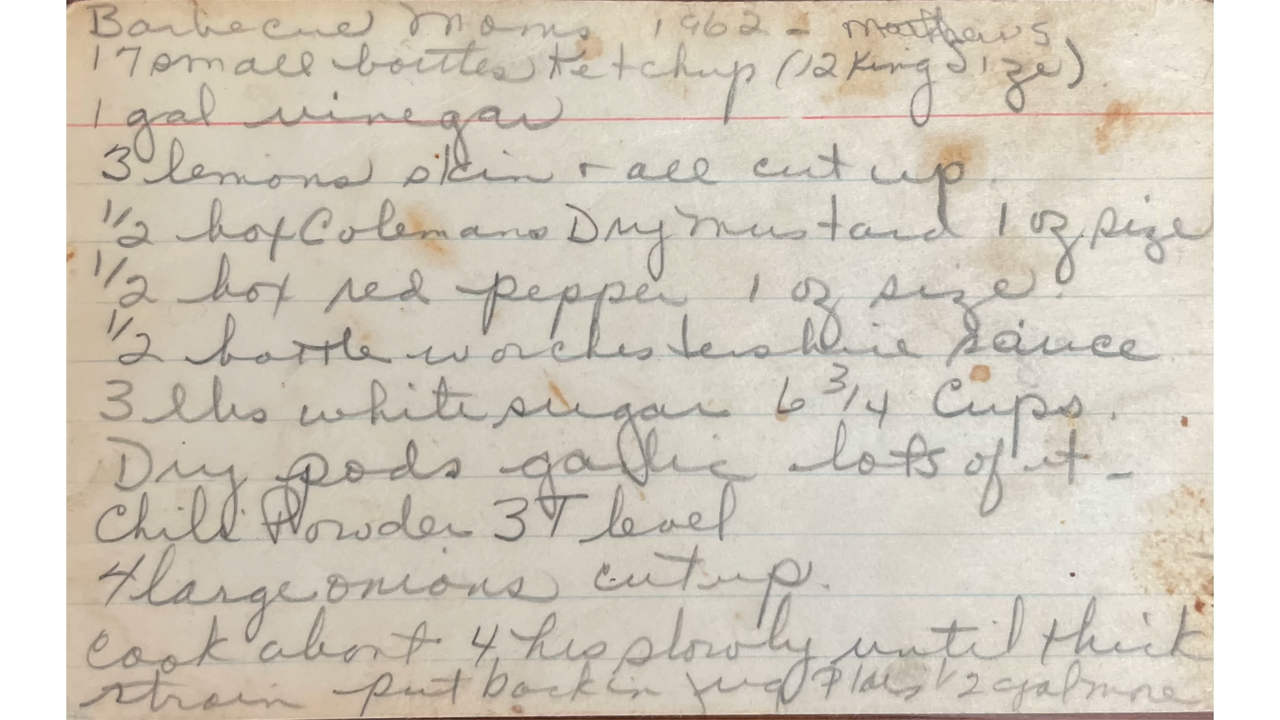 Barbecue Moms 1962 - Matthews
17 small bottles Ketchup (12 King Size)
1 gal vinegar
3 lemons skin + all cut up.
1/2 box Colemans Dry Mustard 1 oz size
1/2 box red pepper 1 oz size.
1/2 bottle worchestershire sauce
3 lbs white sugar 6 3/4 Cups.
Dry pods garlic lots of it -
Chili Powder 3 T level
4 large onions cut up.
Cook about 4 hrs slowly until thick
strain put back in jug 1/2 gal more